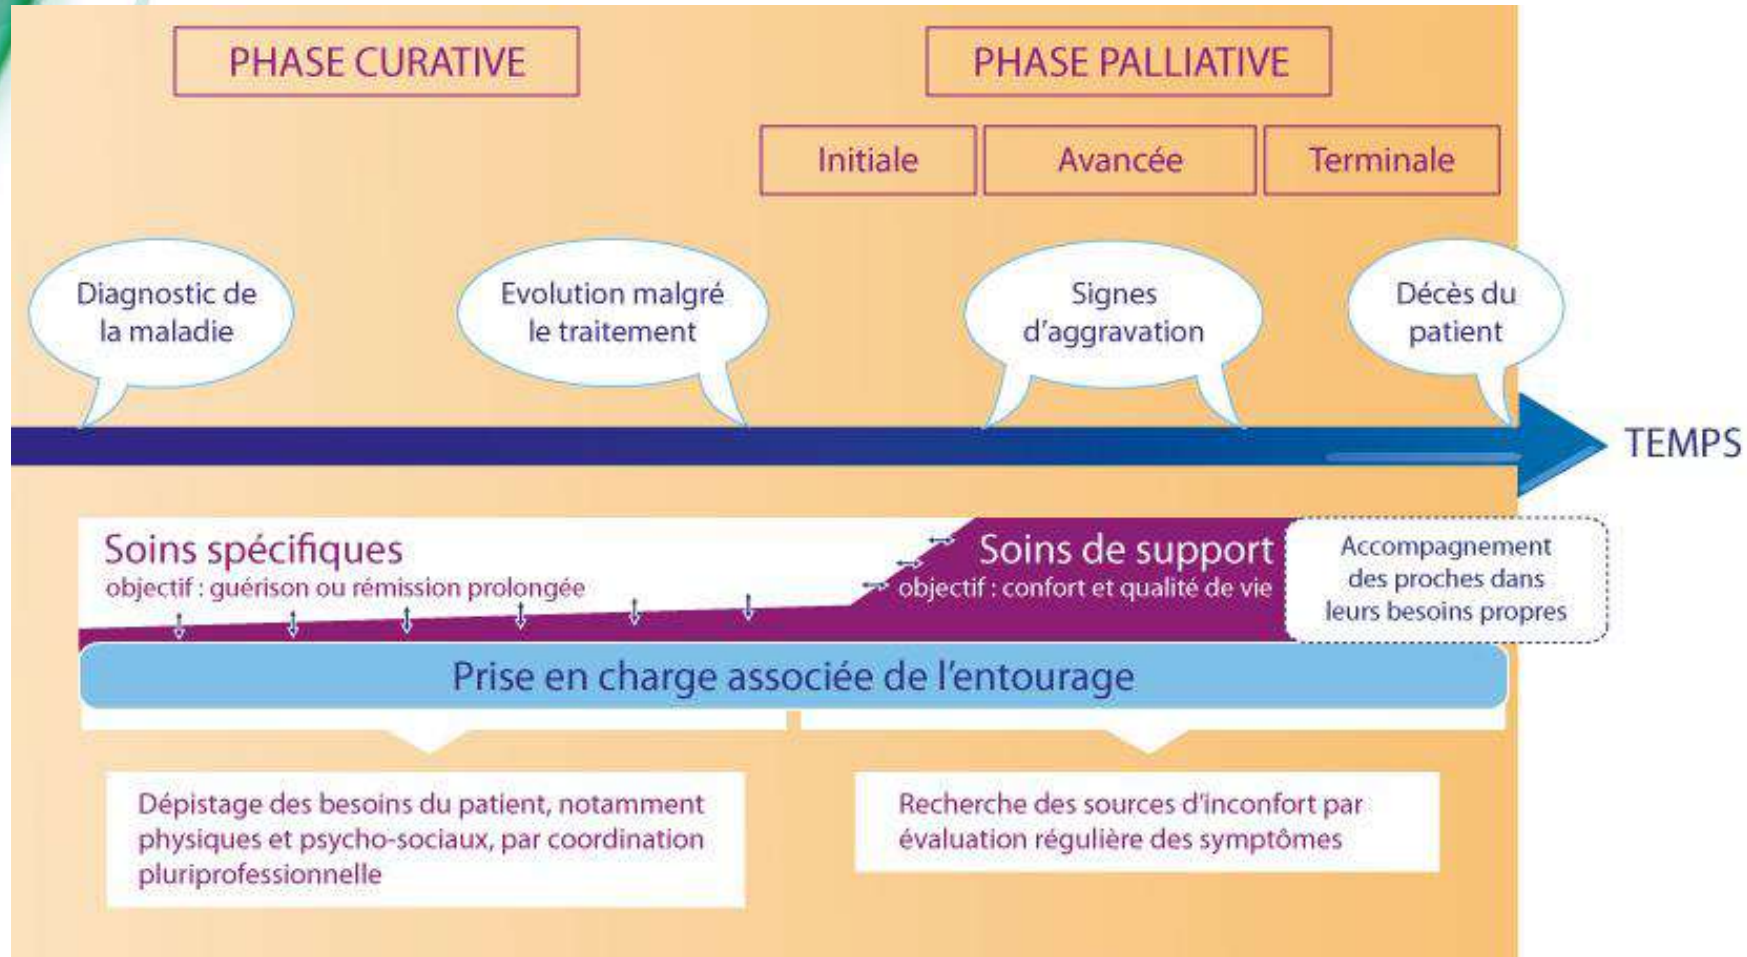 PHASE CURATIVE
PHASE PALLIATIVE
Initiale
Avancée
Terminale
Diagnostic de
la maladie
Evolution malgré
le traitement
Signes
d'aggravation
Décès du
patient
TEMPS
Soins spécifiques
objectif : guérison ou rémission prolongée
Soins de support
objectif : confort et qualité de vie
Accompagnement
des proches dans
leurs besoins propres
Prise en charge associée de l'entourage
Dépistage des besoins du patient, notamment
physiques et psycho-sociaux, par coordination
pluriprofessionnelle
Recherche des sources d'inconfort par
évaluation régulière des symptômes